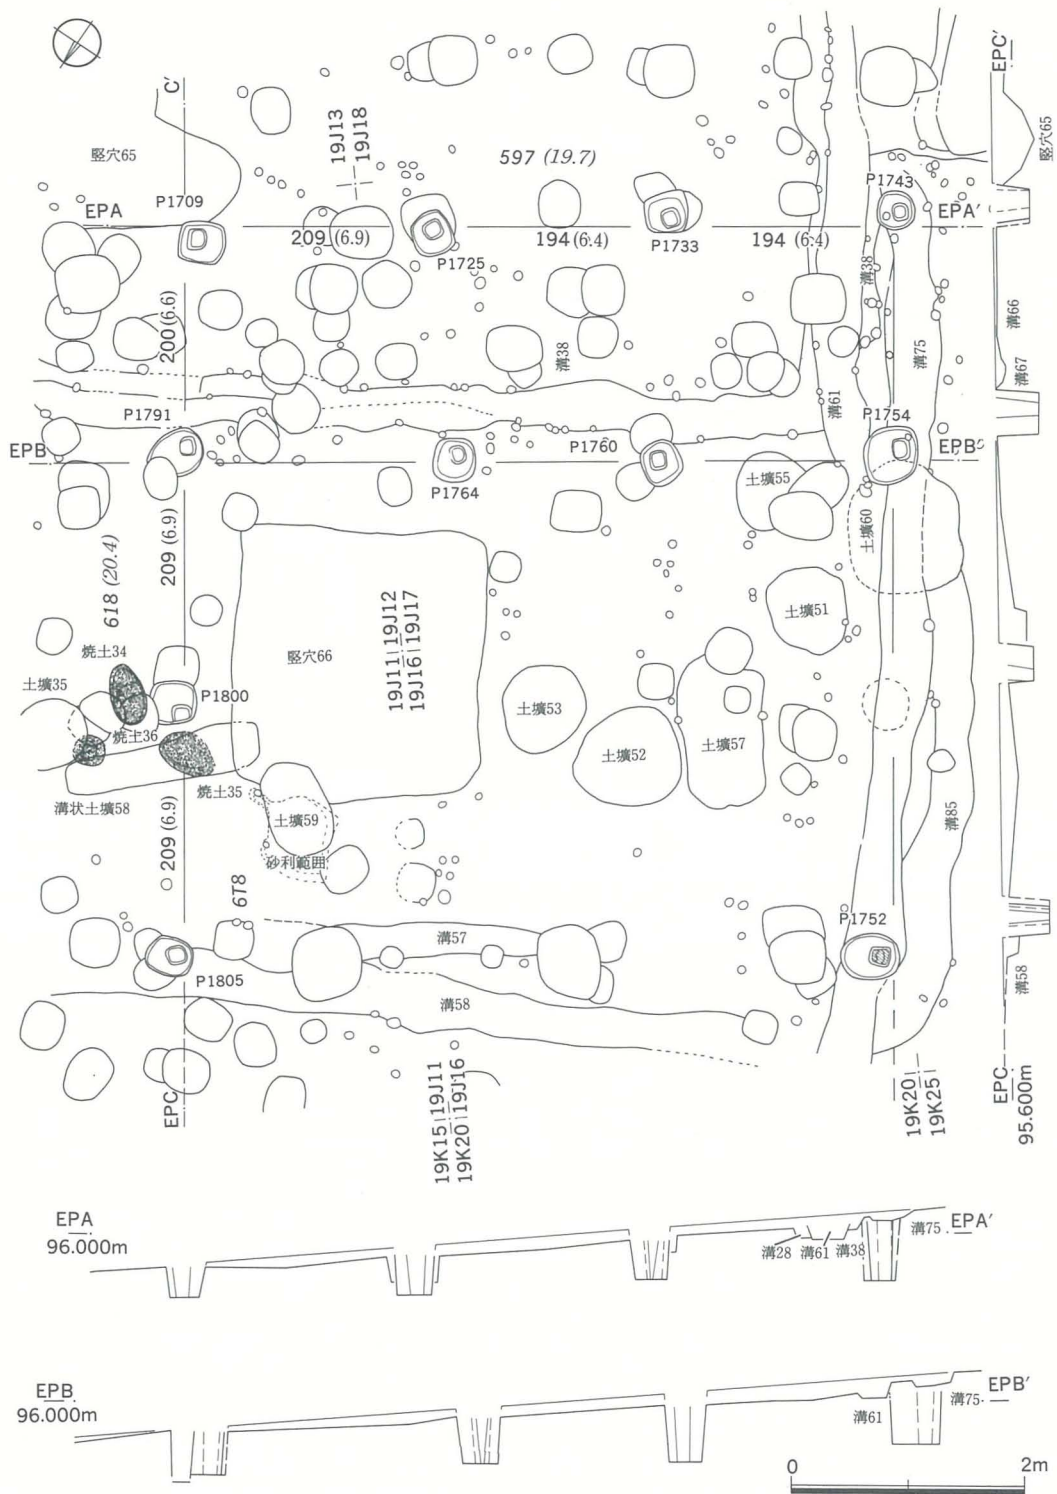 C'
EPC'
竪穴65
竪穴65
19J13
19J18
597 (19.7)
P1743
P1709
EPA
EPA'
209 (6.9)
194 (6.4)
194 (6.4)
P1725
P1733
200 (6.6)
溝38
溝38
溝75
溝66
溝67
溝61
P1791
P1754
P1760
EPB
EPB'
P1764
土壙55
土壙60
209 (6.9)
618 (20.4)
土壙51
19J11 19J12
19J16 19J17
竪穴66
焼土34
土壙35
P1800
土壙53
焼土36
土壙52
土壙57
焼土35
溝状土壙58
土壙59
溝85
209 (6.9)
砂利範囲
6T8
P1752
溝57
P1805
溝58
溝58
EPC
19K15 19J11
19K20 19J16
19K20
19K25
EPC
95.600m
EPA
96.000m
溝28 溝61 溝38
溝75
EPA'
EPB
96.000m
溝61
溝75
EPB'
0 2m